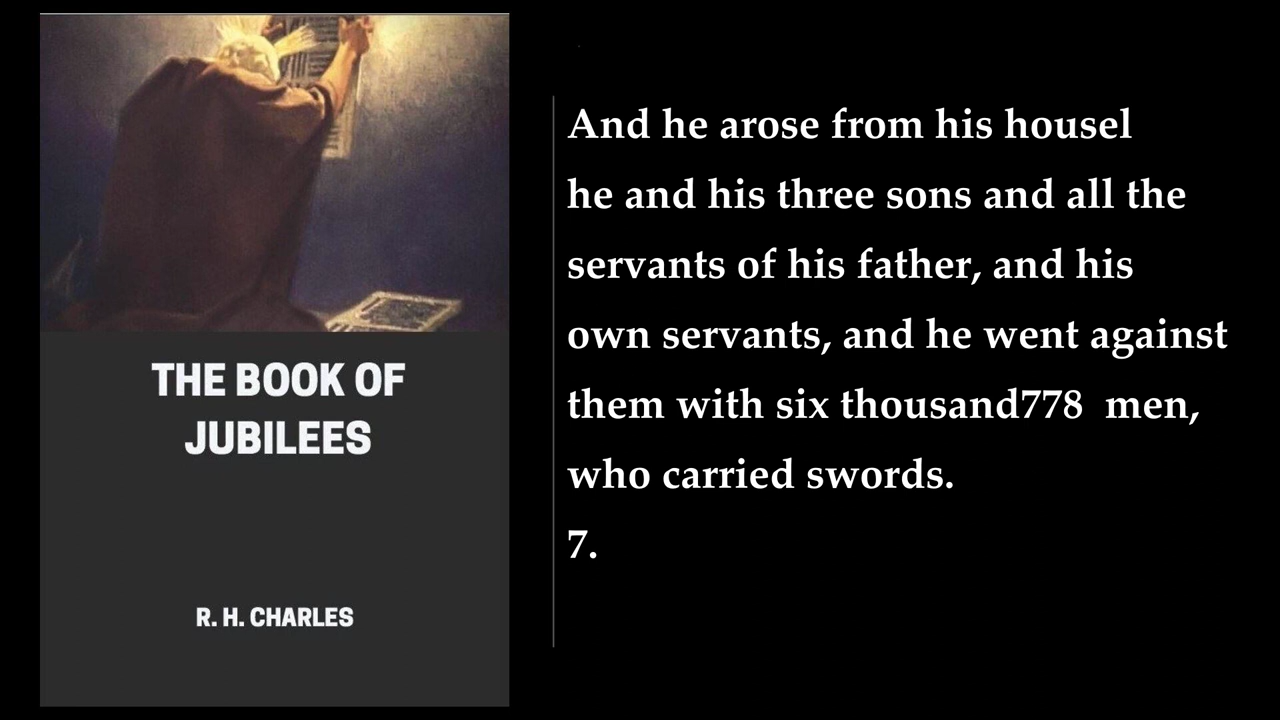 THE BOOK OF
JUBILEES
R. H. CHARLES
And he arose from his housel
he and his three sons and all the
servants of his father, and his
own servants, and he went against
them with six thousand778  men,
who carried swords.
7.